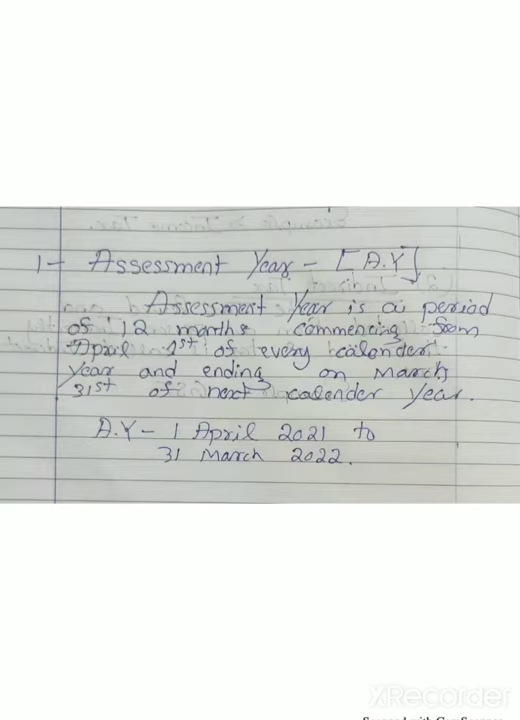 1- Assessment Year - [A.Y]
Assessment Year is a period
of 12 months commencing from
April 1st of every calender
year and ending on March
31st of next calender year.
A.Y - 1 April 2021 to
31 March 2022.
XRecorder